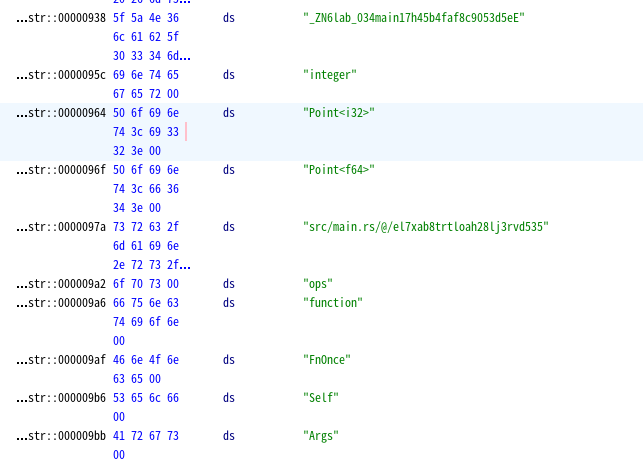 ...str::00000938 5f 5a 4e 36 ds "_ZN6lab_034main17h45b4faf8c9053d5eE"
6c 61 62 5f
30 33 34 6d...
...str::0000095c 69 6e 74 65 ds "integer"
67 65 72 00
...str::00000964 50 6f 69 6e ds "Point<i32>"
74 3c 69 33
32 3e 00
...str::0000096f 50 6f 69 6e ds "Point<f64>"
74 3c 66 36
34 3e 00
...str::0000097a 73 72 63 2f ds "src/main.rs/@/el7xab8trtloah28lj3rvd535"
6d 61 69 6e
2e 72 73 2f...
...str::000009a2 6f 70 73 00 ds "ops"
...str::000009a6 66 75 6e 63 ds "function"
74 69 6f 6e
00
...str::000009af 46 6e 4f 6e ds "FnOnce"
63 65 00
...str::000009b6 53 65 6c 66 ds "Self"
00
...str::000009bb 41 72 67 73 ds "Args"
00